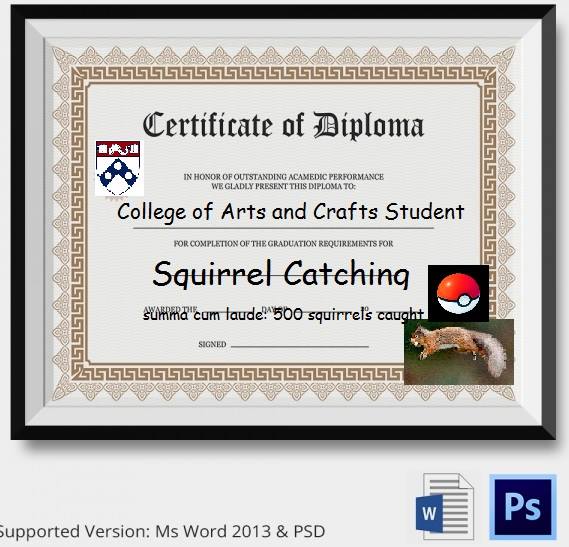 Certificate of Diploma
IN HONOR OF OUTSTANDING ACAMEDIC PERFORMANCE
WE GLADLY PRESENT THIS DIPLOMA TO:
College of Arts and Crafts Student
FOR COMPLETION OF THE GRADUATION REQUIREMENTS FOR
Squirrel Catching
AWARDED THE DAY OF 20
summa cum laude: 500 squirrels caught
SIGNED
W
Ps
Supported Version: Ms Word 2013 & PSD